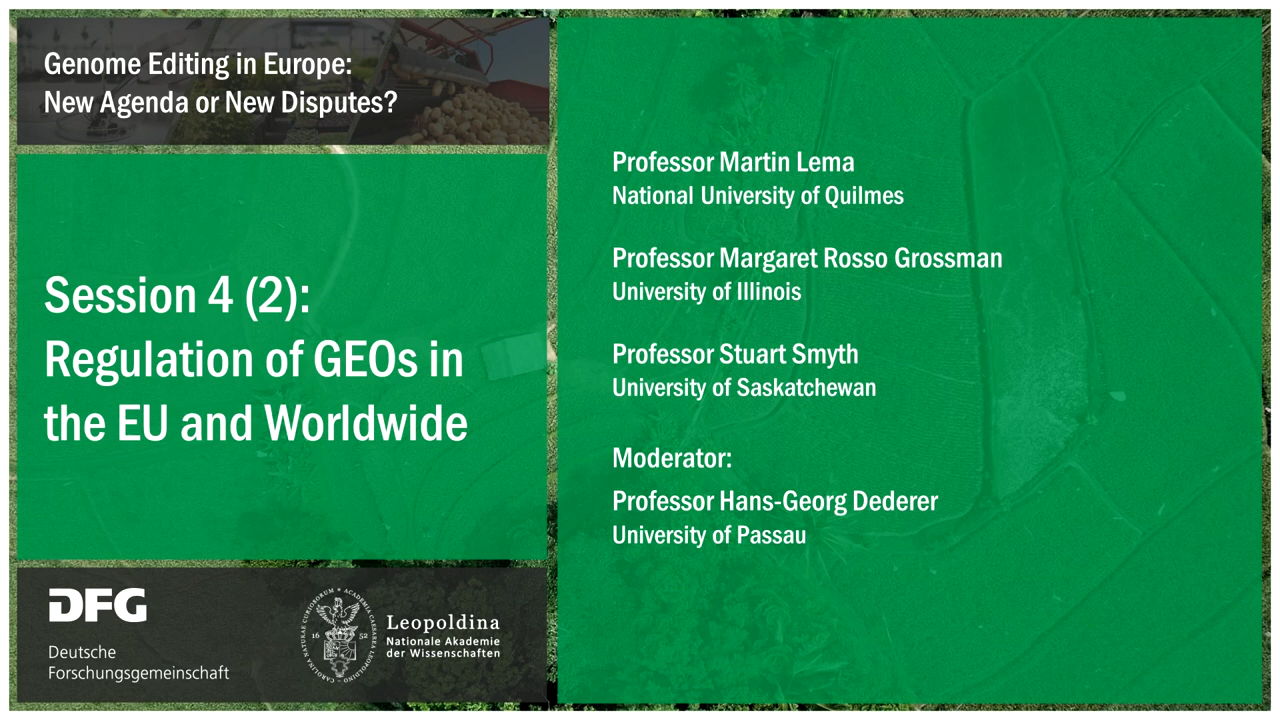 Genome Editing in Europe:
New Agenda or New Disputes?
Session 4 (2):
Regulation of GEOs in
the EU and Worldwide
Professor Martin Lema
National University of Quilmes
Professor Margaret Rosso Grossman
University of Illinois
Professor Stuart Smyth
University of Saskatchewan
Moderator:
Professor Hans-Georg Dederer
University of Passau
DFG
Deutsche
Forschungsgemeinschaft
16 52
Leopoldina
Nationale Akademie
der Wissenschaften